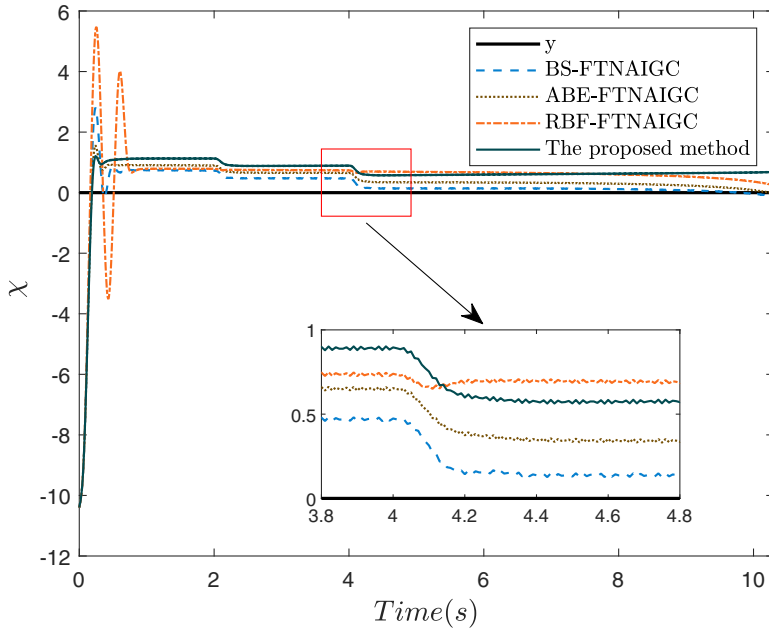 6
4
2
0
-2
-4
-6
-8
-10
-12
χ
y
BS-FTNAIGC
ABE-FTNAIGC
RBF-FTNAIGC
The proposed method
1
0.5
0
3.8 4 4.2 4.4 4.6 4.8
0 2 4 6 8 10
Time(s)